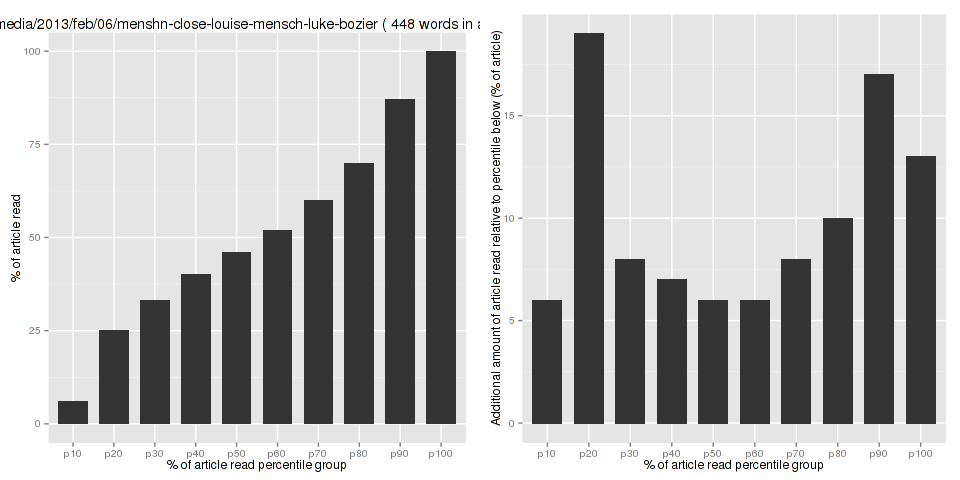 media/2013/feb/06/menshn-close-louise-mensch-luke-bozier ( 448 words in a
% of article read
100
75
50
25
0
p10 p20 p30 p40 p50 p60 p70 p80 p90 p100
% of article read percentile group
Additional amount of article read relative to percentile below (% of article)
15
10
5
0
p10 p20 p30 p40 p50 p60 p70 p80 p90 p100
% of article read percentile group